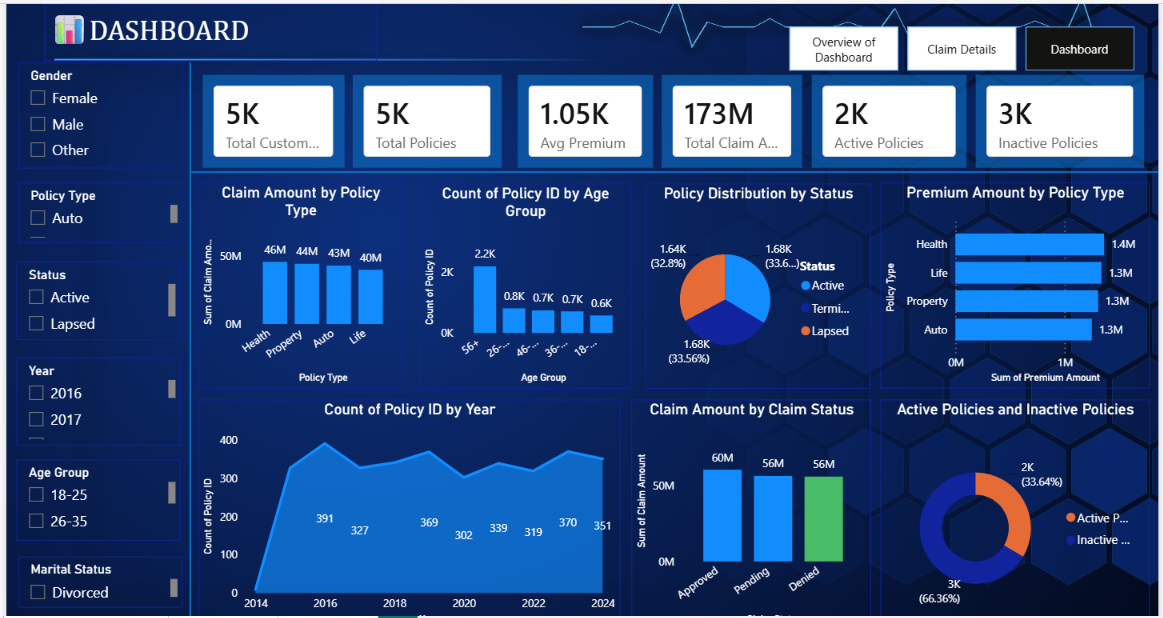 DASHBOARD
Overview of
Dashboard
Claim Details
Dashboard
Gender
Female
Male
Other
Policy Type
Auto
Status
Active
Lapsed
Year
2016
2017
Age Group
18-25
26-35
Marital Status
Divorced
5K
Total Custom...
5K
Total Policies
1.05K
Avg Premium
173M
Total Claim A...
2K
Active Policies
3K
Inactive Policies
Claim Amount by Policy
Type
Sum of Claim Amo...
50M
0M
46M
44M
43M
40M
Health
Property
Auto
Life
Policy Type
Count of Policy ID by Age
Group
Count of Policy ID
2K
0K
2.2K
0.8K
0.7K
0.7K
0.6K
56+
26-...
46-...
36-...
18-...
Age Group
Policy Distribution by Status
1.64K
(32.8%)
1.68K
(33.6...)
1.68K
(33.56%)
Status
Active
Termi...
Lapsed
Premium Amount by Policy Type
Policy Type
Health
1.4M
Life
1.3M
Property
1.3M
Auto
1.3M
0M
1M
Sum of Premium Amount
Count of Policy ID by Year
Count of Policy ID
400
300
200
100
0
391
327
369
302
339
319
370
351
2014
2016
2018
2020
2022
2024
Claim Amount by Claim Status
Sum of Claim Amount
50M
0M
60M
56M
56M
Approved
Pending
Denied
Active Policies and Inactive Policies
2K
(33.64%)
3K
(66.36%)
Active P...
Inactive ...